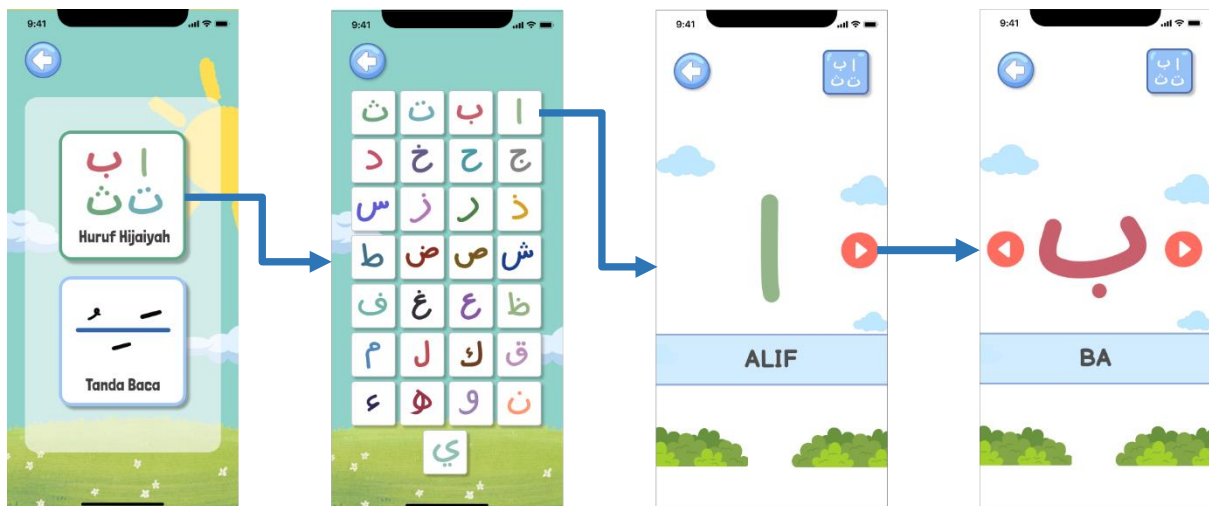 9:41
ا ب
ت ث
Huruf Hijaiyah
Tanda Baca
9:41
ا ب ت ث
ج ح خ د
ذ ر ز س
ش ص ض ط
ظ ع غ ف
ق ك ل م
ن و ه ء
ي
9:41
ا ب
ت ث
ا
ALIF
9:41
ا ب
ت ث
ب
BA